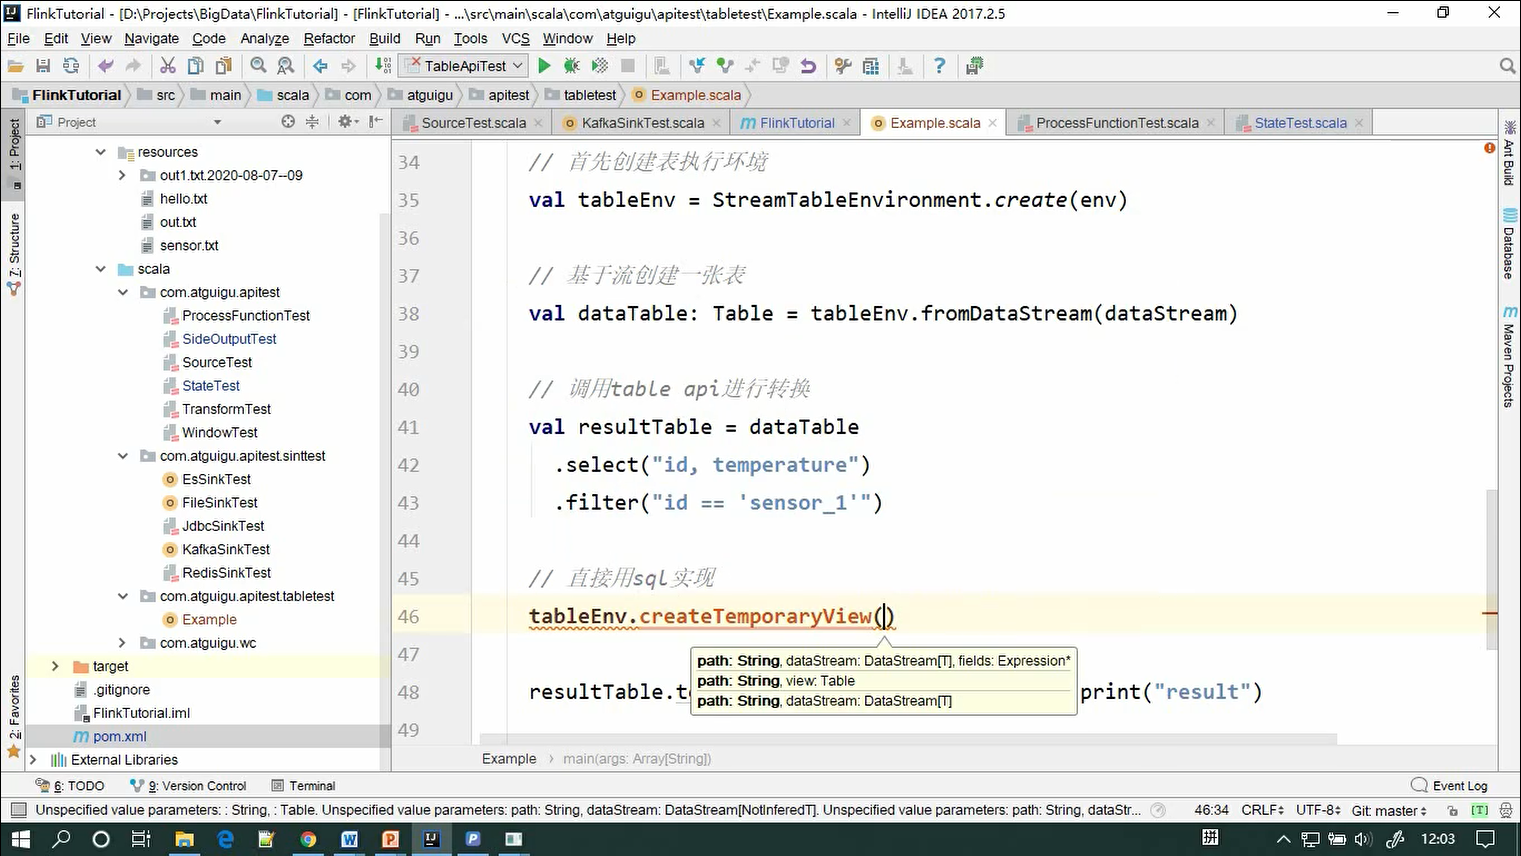 FlinkTutorial - [D:\Projects\BigData\FlinkTutorial] - [FlinkTutorial] - ...\src\main\scala\com\atguigu\apitest\tabletest\Example.scala - IntelliJ IDEA 2017.2.5
File Edit View Navigate Code Analyze Refactor Build Run Tools VCS Window Help
TableApiTest
FlinkTutorial src main scala com atguigu apitest tabletest Example.scala
Project
SourceTest.scala KafkaSinkTest.scala FlinkTutorial Example.scala ProcessFunctionTest.scala StateTest.scala
1: Project
7: Structure
2: Favorites
resources
out1.txt.2020-08-07--09
hello.txt
out.txt
sensor.txt
scala
com.atguigu.apitest
ProcessFunctionTest
SideOutputTest
SourceTest
StateTest
TransformTest
WindowTest
com.atguigu.apitest.sinttest
EsSinkTest
FileSinkTest
JdbcSinkTest
KafkaSinkTest
RedisSinkTest
com.atguigu.apitest.tabletest
Example
com.atguigu.wc
target
.gitignore
FlinkTutorial.iml
pom.xml
External Libraries
34 // 首先创建表执行环境
35 val tableEnv = StreamTableEnvironment.create(env)
36
37 // 基于流创建一张表
38 val dataTable: Table = tableEnv.fromDataStream(dataStream)
39
40 // 调用table api进行转换
41 val resultTable = dataTable
42 .select("id, temperature")
43 .filter("id == 'sensor_1'")
44
45 // 直接用sql实现
46 tableEnv.createTemporaryView()
47
path: String, dataStream: DataStream[T], fields: Expression*
path: String, view: Table
path: String, dataStream: DataStream[T]
48 resultTable.t print("result")
49
Example main(args: Array[String])
Ant Build
Database
Maven Projects
6: TODO 9: Version Control Terminal Event Log
Unspecified value parameters: : String, : Table. Unspecified value parameters: path: String, dataStream: DataStream[NotInferedT]. Unspecified value parameters: path: String, dataStr... 46:34 CRLF Git: master UTF-8 [T]
拼 12:03